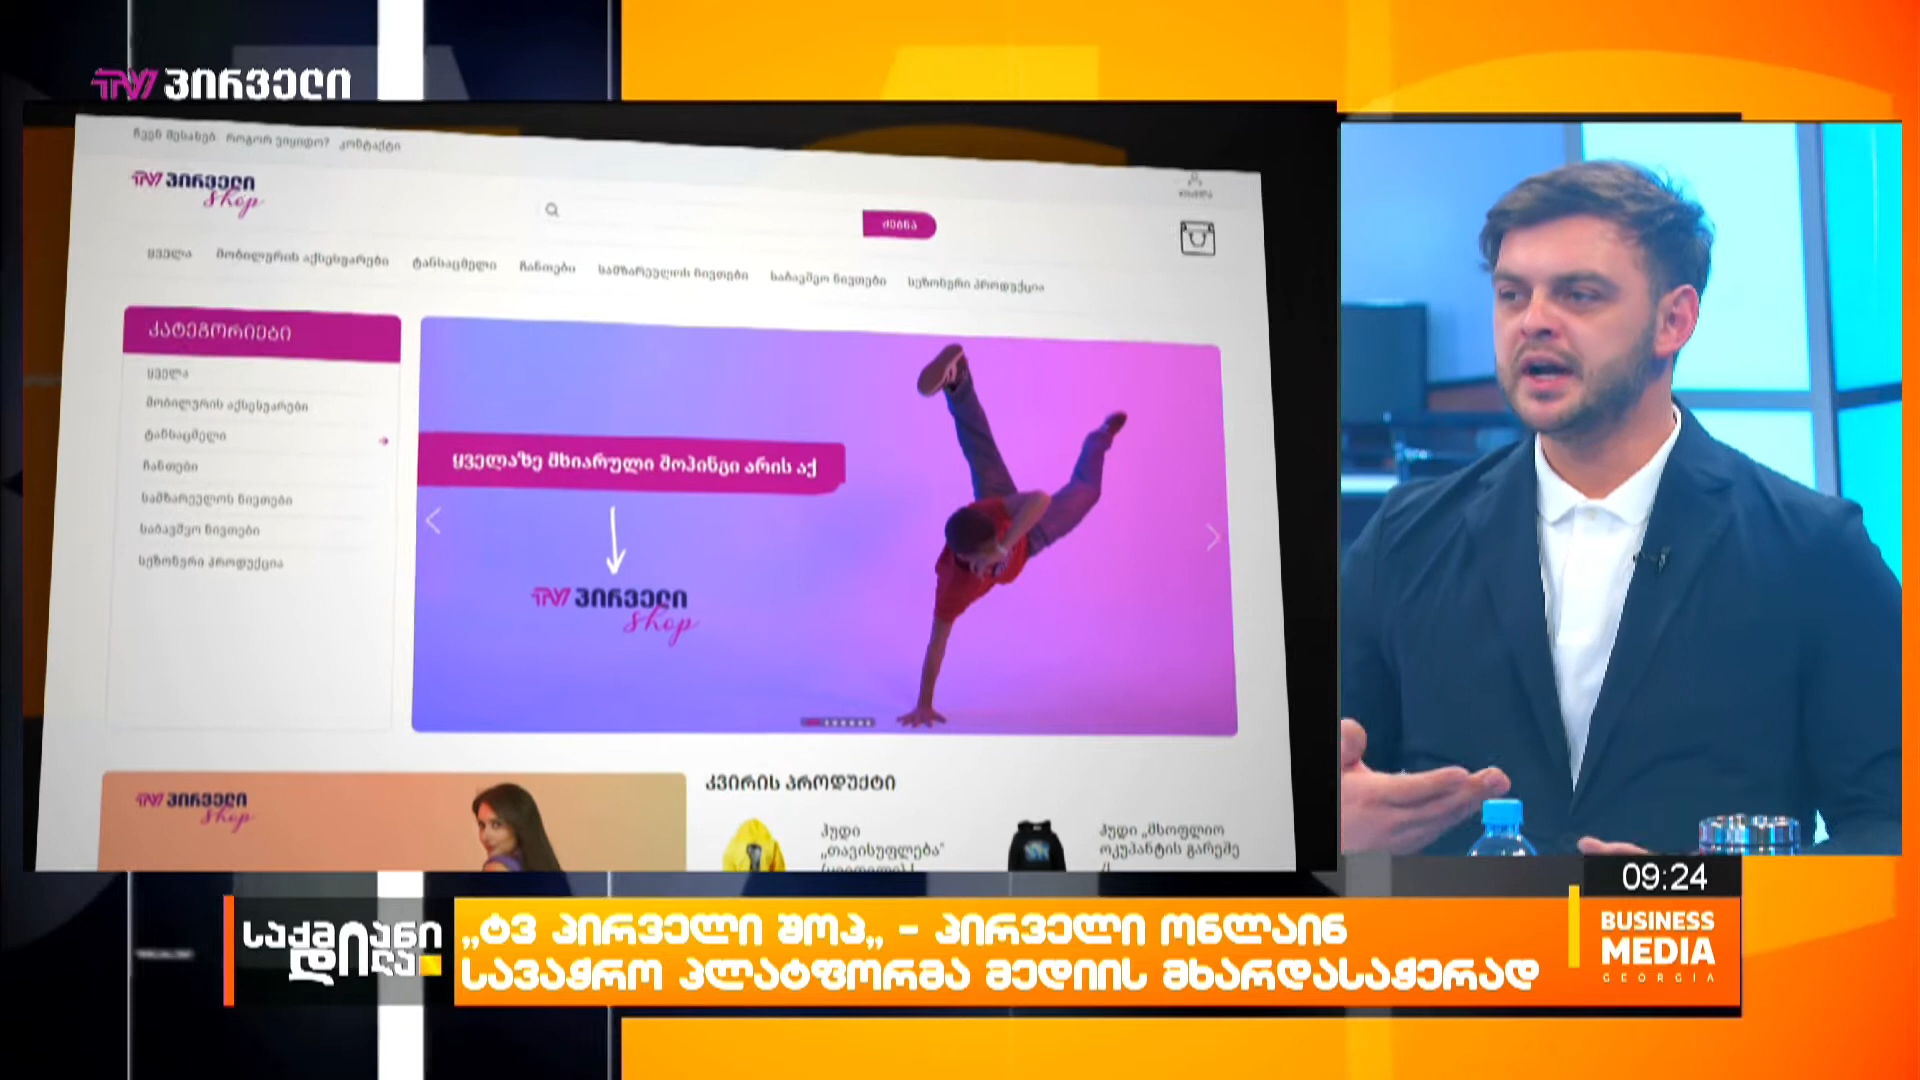 TV პირველი
ჩვენ შესახებ როგორ ვიყიდო? კონტაქტი
TV პირველი
shop
ძებნა
ყველა მობილურის აქსესუარები ტანსაცმელი ჩანთები სამზარეულოს ნივთები საბავშვო ნივთები სეზონური პროდუქცია
კატეგორიები
ყველა
მობილურის აქსესუარები
ტანსაცმელი
ჩანთები
სამზარეულოს ნივთები
საბავშვო ნივთები
სეზონური პროდუქცია
ყველაზე მხიარული შოპინგი არის აქ
TV პირველი
shop
TV პირველი
shop
კვირის პროდუქტი
ჰუდი
„თავისუფლება“
ჰუდი „მსოფლიო
ოკუპანტის გარეშე
09:24
საქმიანი
დილა
„ტვ პირველი შოპ„ – პირველი ონლაინ
სავაჭრო პლატფორმა მედიის მხარდასაჭერად
BUSINESS
MEDIA
GEORGIA